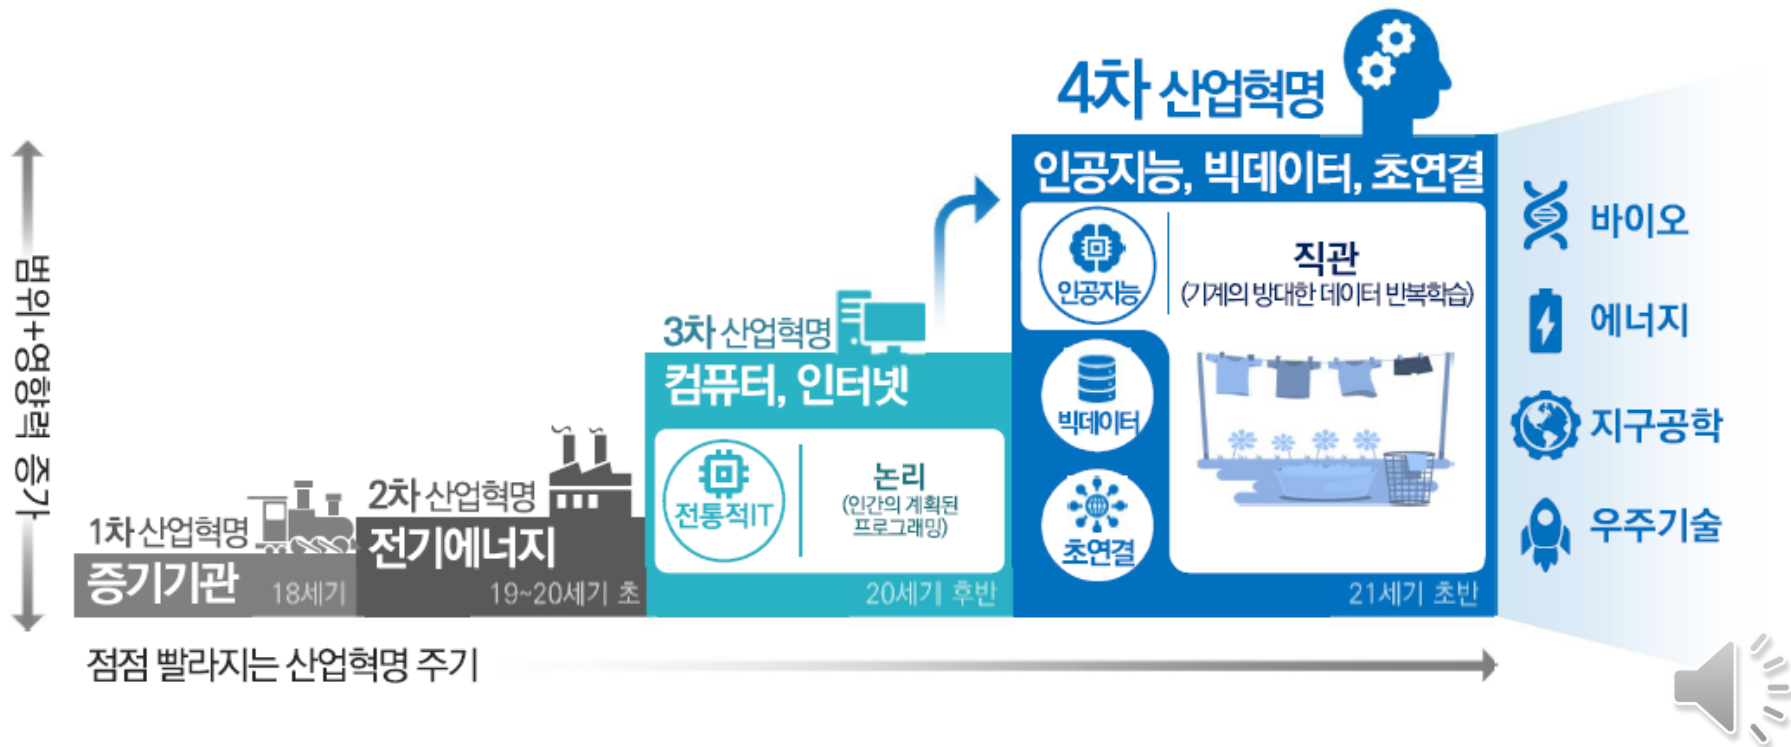 4차 산업혁명
인공지능, 빅데이터, 초연결
인공지능
직관
(기계의 방대한 데이터 반복학습)
빅데이터
초연결
21세기 초반
3차 산업혁명
컴퓨터, 인터넷
전통적IT
논리
(인간의 계획된
프로그래밍)
20세기 후반
2차 산업혁명
전기에너지
19~20세기 초
1차 산업혁명
증기기관
18세기
범위+영향력 증가
점점 빨라지는 산업혁명 주기
바이오
에너지
지구공학
우주기술